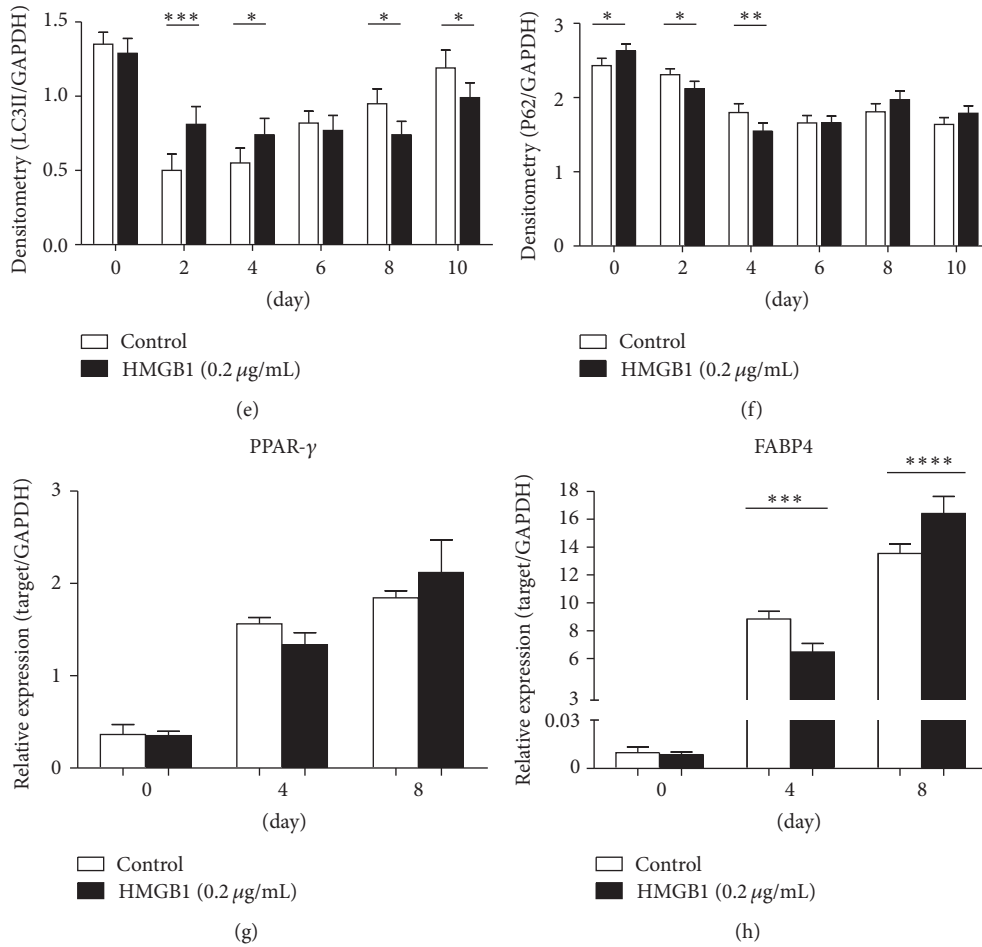 Densitometry (LC3II/GAPDH)
1.5
1.0
0.5
0.0
*** * * *
0 2 4 6 8 10
(day)
Control
HMGB1 (0.2 μg/mL)
(e)
Densitometry (P62/GAPDH)
3
2
1
0
* * **
0 2 4 6 8 10
(day)
Control
HMGB1 (0.2 μg/mL)
(f)
PPAR-γ
Relative expression (target/GAPDH)
3
2
1
0
0 4 8
(day)
Control
HMGB1 (0.2 μg/mL)
(g)
FABP4
Relative expression (target/GAPDH)
18
16
14
12
10
8
6
3
0.03
0
*** ****
0 4 8
(day)
Control
HMGB1 (0.2 μg/mL)
(h)